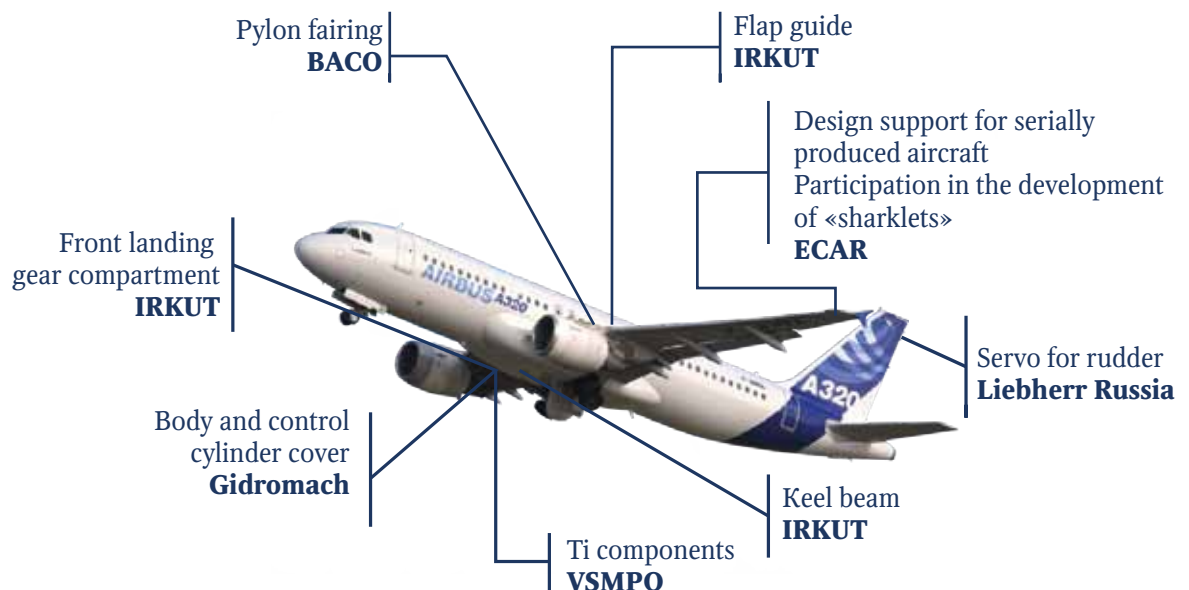 Pylon fairing
BACO
Flap guide
IRKUT
Design support for serially
produced aircraft
Participation in the development
of «sharklets»
ECAR
Front landing
gear compartment
IRKUT
AIRBUS A320
A320
Servo for rudder
Liebherr Russia
Body and control
cylinder cover
Gidromach
Keel beam
IRKUT
Ti components
VSMPO